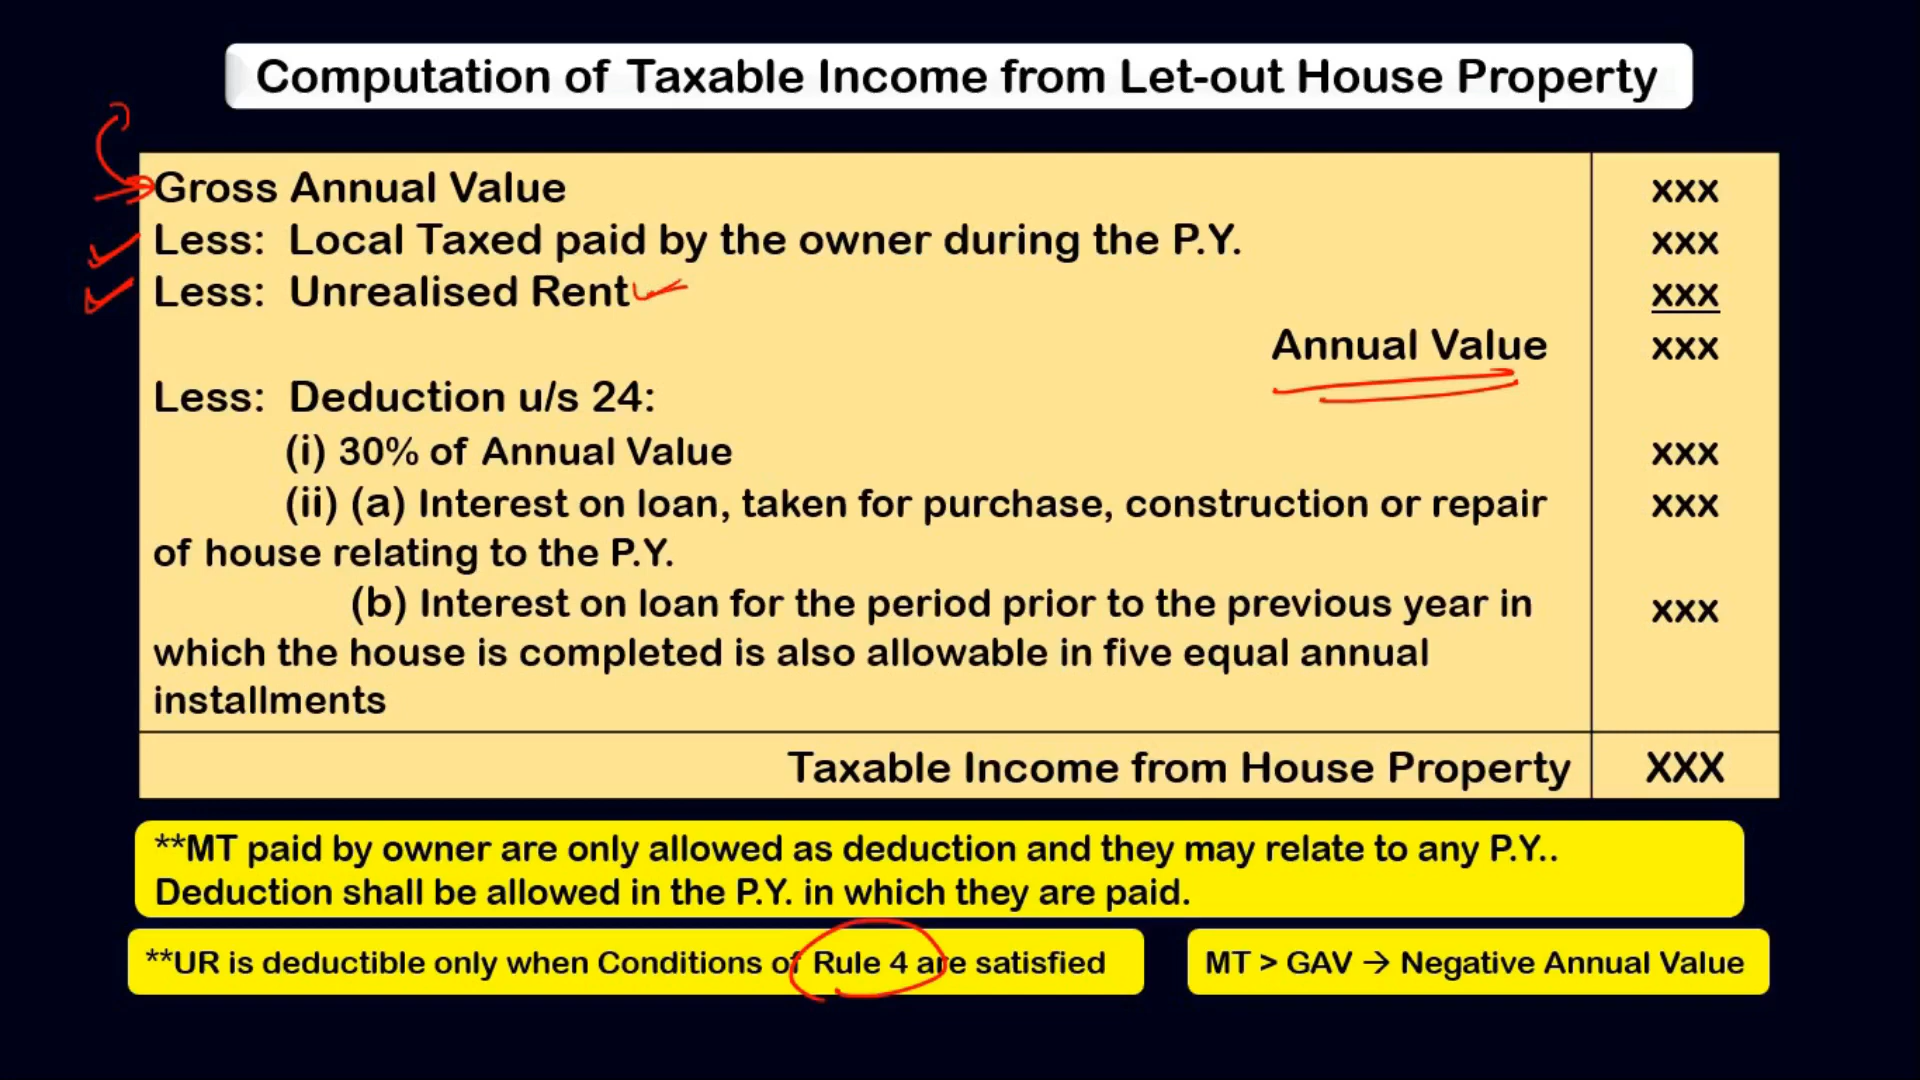 Computation of Taxable Income from Let-out House Property
Gross Annual Value xxx
Less: Local Taxed paid by the owner during the P.Y. xxx
Less: Unrealised Rent xxx
Annual Value xxx
Less: Deduction u/s 24:
(i) 30% of Annual Value xxx
(ii) (a) Interest on loan, taken for purchase, construction or repair xxx
of house relating to the P.Y.
(b) Interest on loan for the period prior to the previous year in xxx
which the house is completed is also allowable in five equal annual
installments
Taxable Income from House Property XXX
**MT paid by owner are only allowed as deduction and they may relate to any P.Y..
Deduction shall be allowed in the P.Y. in which they are paid.
**UR is deductible only when Conditions of Rule 4 are satisfied
MT > GAV → Negative Annual Value